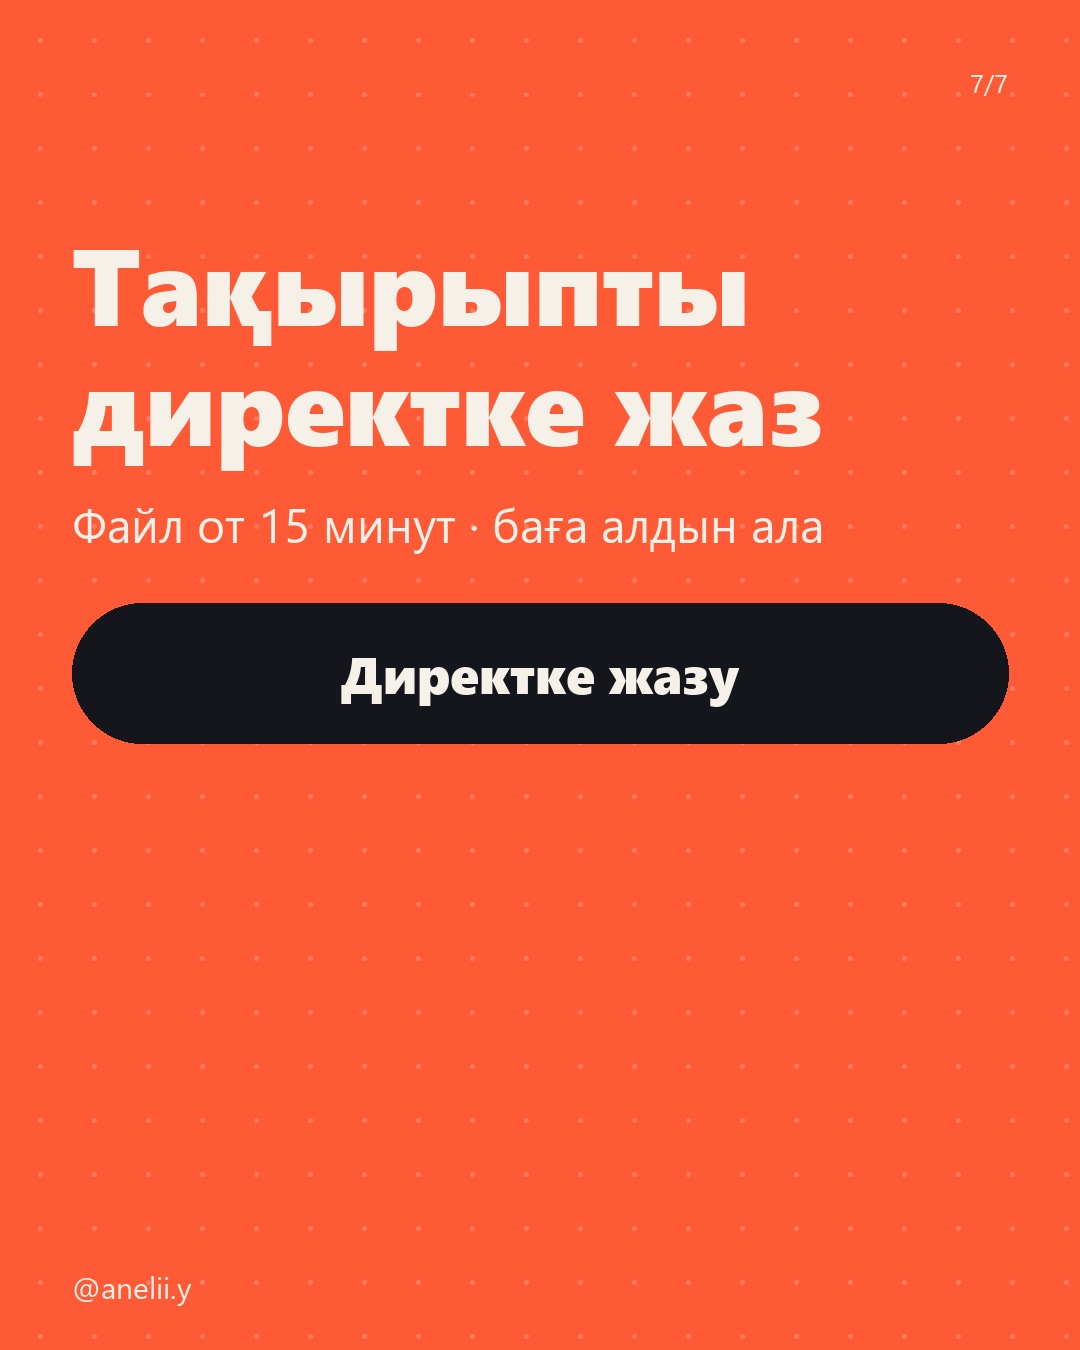 7/7
Тақырыпты
директке жаз
Файл от 15 минут · баға алдын ала
Директке жазу
@anelii.y